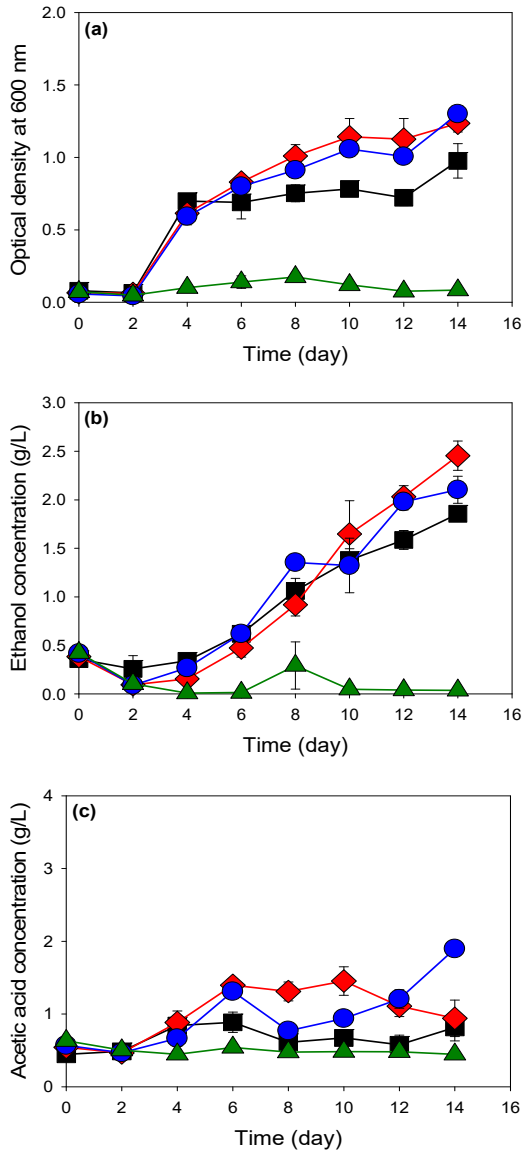 (a)
Optical density at 600 nm
2.0
1.5
1.0
0.5
0.0
0 2 4 6 8 10 12 14 16
Time (day)
(b)
Ethanol concentration (g/L)
3.0
2.5
2.0
1.5
1.0
0.5
0.0
0 2 4 6 8 10 12 14 16
Time (day)
(c)
Acetic acid concentration (g/L)
4
3
2
1
0
0 2 4 6 8 10 12 14 16
Time (day)